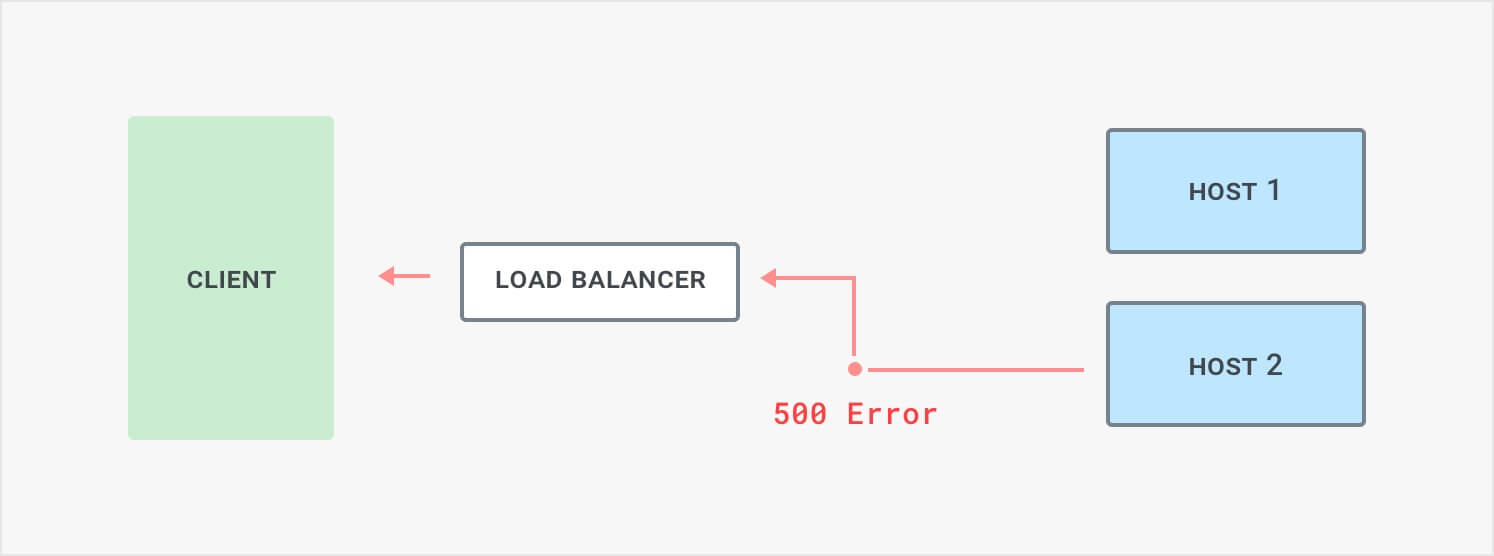 CLIENT
LOAD BALANCER
HOST 1
HOST 2
500 Error